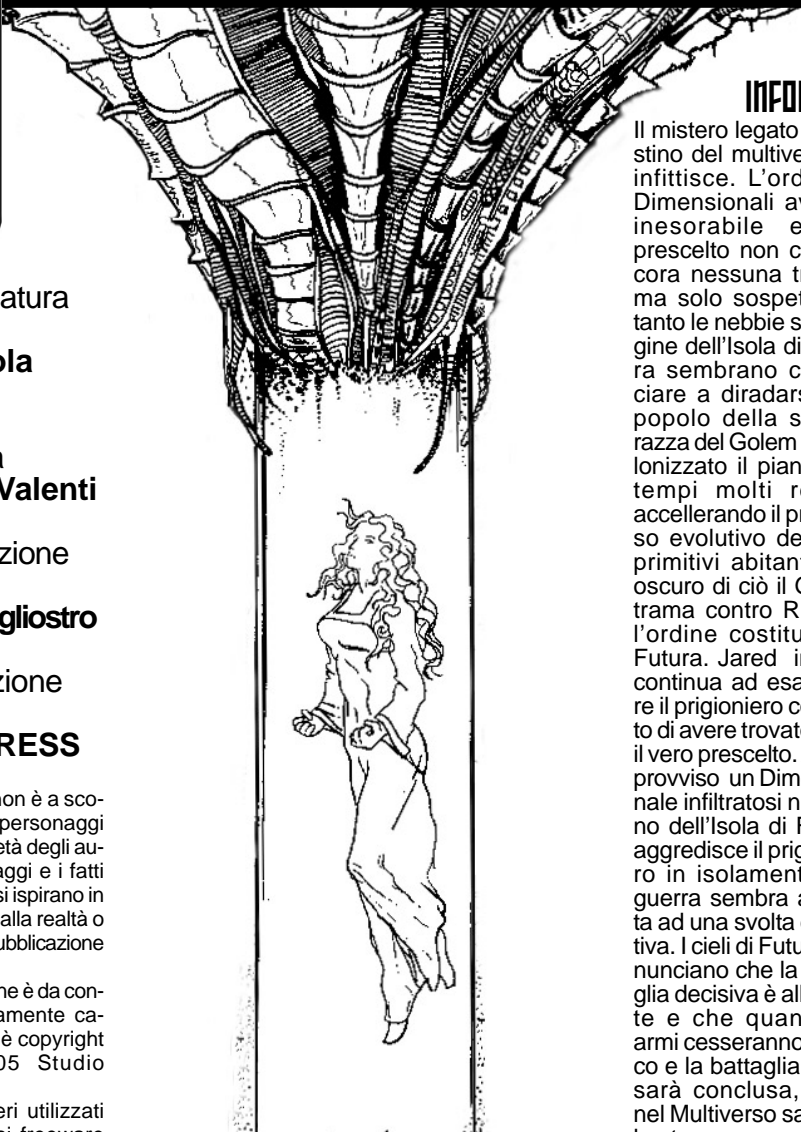 atura
ola
a
Valenti
zione
gliostro
zione
RESS
non è a sco-
personaggi
età degli au-
aggi e i fatti
si ispirano in
alla realtà o
ubblicazione
ne è da con-
amente ca-
è copyright
05 Studio
eri utilizzati
freeware
INFO
Il mistero legato
stino del multive
infittisce. L'ord
Dimensionali av
inesorabile e
prescelto non c
cora nessuna tr
ma solo sospet
tanto le nebbie s
gine dell'Isola di
ra sembrano c
ciare a diradars
popolo della s
razza del Golem
lonizzato il pian
tempi molti r
accellerando il pr
so evolutivo de
primitivi abitan
oscuro di ciò il
trama contro R
l'ordine costitu
Futura. Jared i
continua ad esa
re il prigioniero c
to di avere trovat
il vero prescelto.
provviso un Dim
nale infiltratosi n
no dell'Isola di F
aggredisce il prig
ro in isolament
guerra sembra a
ta ad una svolta
tiva. I cieli di Futu
nunciano che la
glia decisiva è all
te e che quan
armi cesseranno
co e la battaglia
sarà conclusa,
nel Multiverso sa